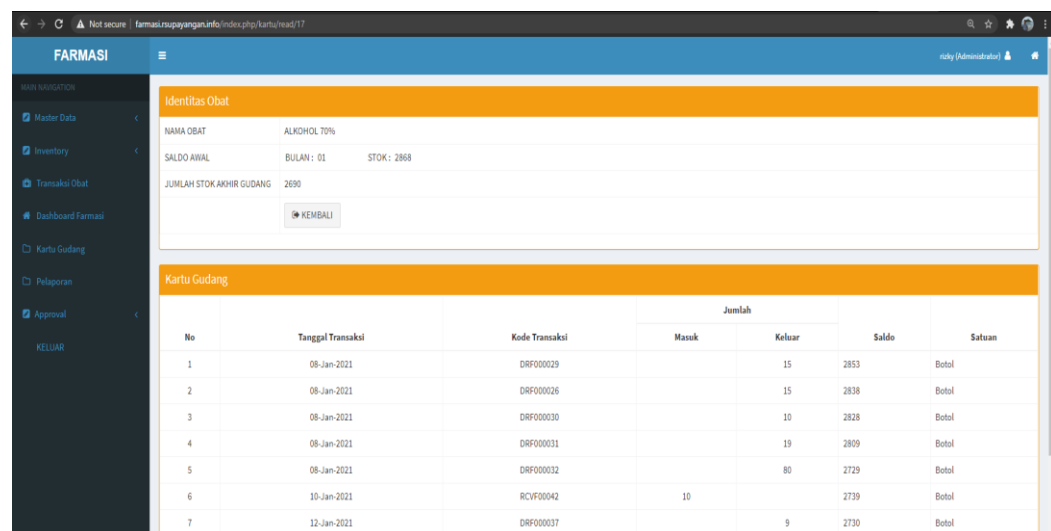 Not secure | farmasi.rsupayangan.info/index.php/kartu/read/17
FARMASI
rizky (Administrator)
MAIN NAVIGATION
Master Data
Inventory
Transaksi Obat
Dashboard Farmasi
Kartu Gudang
Pelaporan
Approval
KELUAR
Identitas Obat
NAMA OBAT ALKOHOL 70%
SALDO AWAL BULAN : 01 STOK : 2868
JUMLAH STOK AKHIR GUDANG 2690
KEMBALI
Kartu Gudang
Jumlah
No Tanggal Transaksi Kode Transaksi Masuk Keluar Saldo Satuan
1 08-Jan-2021 DRF000029 15 2853 Botol
2 08-Jan-2021 DRF000026 15 2838 Botol
3 08-Jan-2021 DRF000030 10 2828 Botol
4 08-Jan-2021 DRF000031 19 2809 Botol
5 08-Jan-2021 DRF000032 80 2729 Botol
6 10-Jan-2021 RCVF00042 10 2739 Botol
7 12-Jan-2021 DRF000037 9 2730 Botol